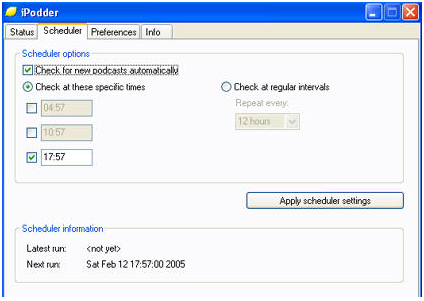 iPodder
Status Scheduler Preferences Info
Scheduler options
Check for new podcasts automatically
Check at these specific times Check at regular intervals
04:57 Repeat every:
10:57 12 hours
17:57
Apply scheduler settings
Scheduler information
Latest run: <not yet>
Next run: Sat Feb 12 17:57:00 2005